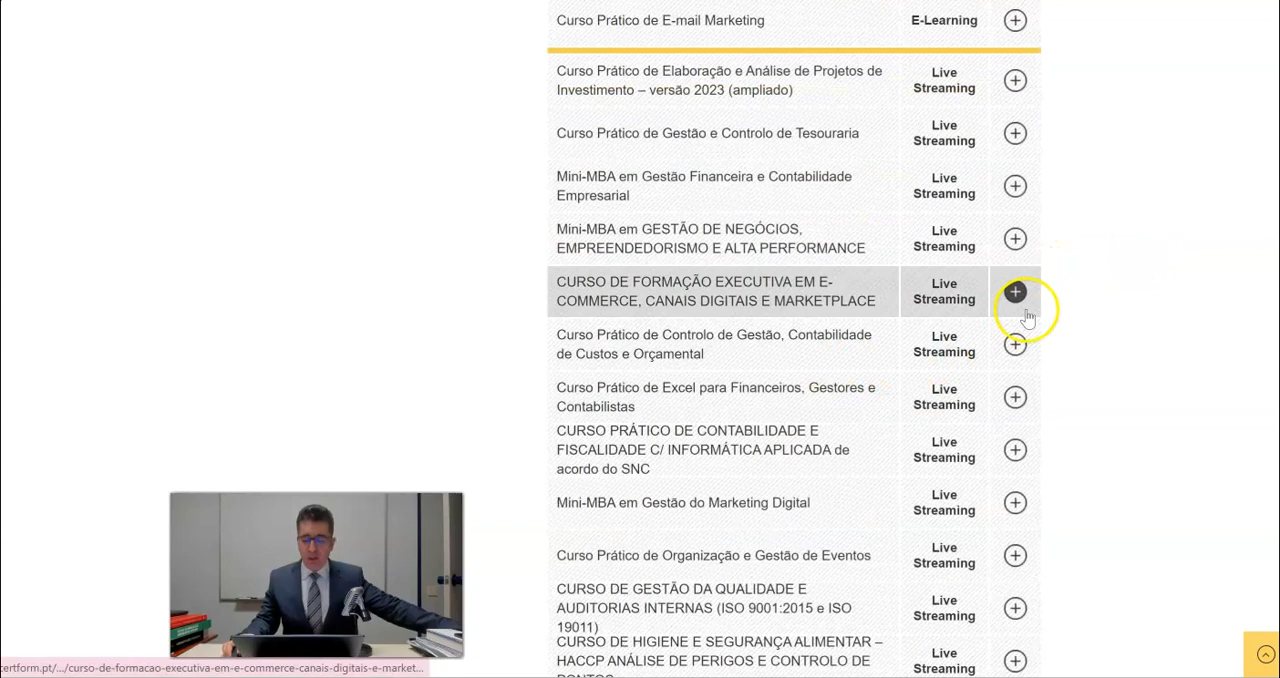 Curso Prático de E-mail Marketing
E-Learning
Curso Prático de Elaboração e Análise de Projetos de
Investimento – versão 2023 (ampliado)
Live
Streaming
Curso Prático de Gestão e Controlo de Tesouraria
Live
Streaming
Mini-MBA em Gestão Financeira e Contabilidade
Empresarial
Live
Streaming
Mini-MBA em GESTÃO DE NEGÓCIOS,
EMPREENDEDORISMO E ALTA PERFORMANCE
Live
Streaming
CURSO DE FORMAÇÃO EXECUTIVA EM E-
COMMERCE, CANAIS DIGITAIS E MARKETPLACE
Live
Streaming
Curso Prático de Controlo de Gestão, Contabilidade
de Custos e Orçamental
Live
Streaming
Curso Prático de Excel para Financeiros, Gestores e
Contabilistas
Live
Streaming
CURSO PRÁTICO DE CONTABILIDADE E
FISCALIDADE C/ INFORMÁTICA APLICADA de
acordo do SNC
Live
Streaming
Mini-MBA em Gestão do Marketing Digital
Live
Streaming
Curso Prático de Organização e Gestão de Eventos
Live
Streaming
CURSO DE GESTÃO DA QUALIDADE E
AUDITORIAS INTERNAS (ISO 9001:2015 e ISO
19011)
Live
Streaming
CURSO DE HIGIENE E SEGURANÇA ALIMENTAR –
HACCP ANÁLISE DE PERIGOS E CONTROLO DE
Live
Streaming
certform.pt/.../curso-de-formacao-executiva-em-e-commerce-canais-digitais-e-market...